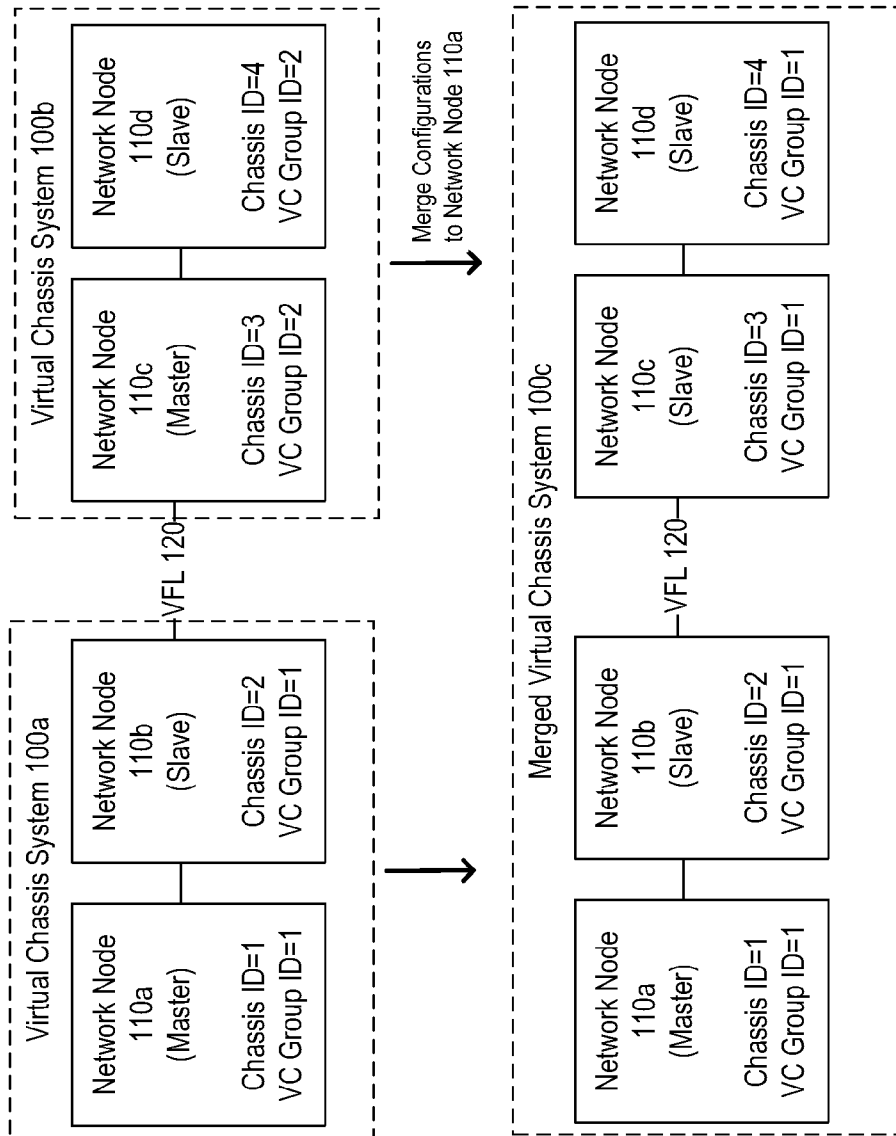 Virtual Chassis System 100a
Network Node
110a
(Master)
Chassis ID=1
VC Group ID=1
Network Node
110b
(Slave)
Chassis ID=2
VC Group ID=1
VFL 120
Virtual Chassis System 100b
Network Node
110c
(Master)
Chassis ID=3
VC Group ID=2
Network Node
110d
(Slave)
Chassis ID=4
VC Group ID=2
Merge Configurations
to Network Node 110a
Merged Virtual Chassis System 100c
Network Node
110a
(Master)
Chassis ID=1
VC Group ID=1
Network Node
110b
(Slave)
Chassis ID=2
VC Group ID=1
VFL 120
Network Node
110c
(Slave)
Chassis ID=3
VC Group ID=1
Network Node
110d
(Slave)
Chassis ID=4
VC Group ID=1